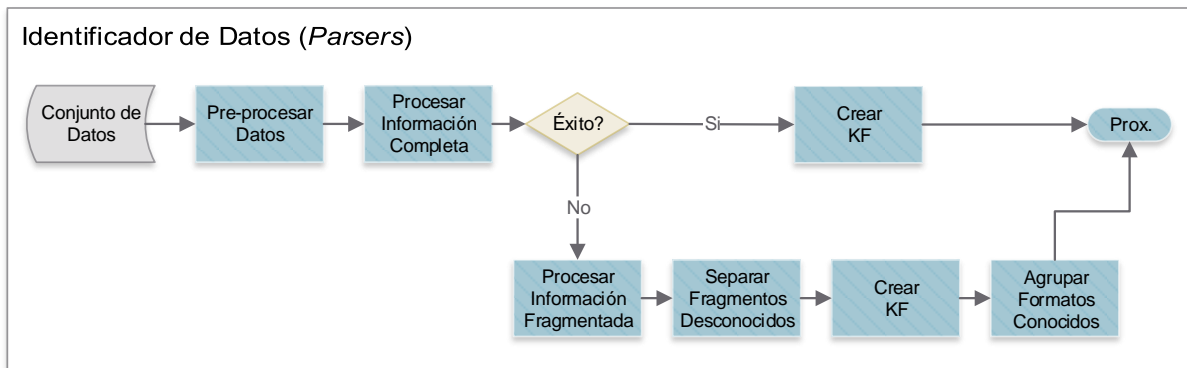 Identificador de Datos (Parsers)
Conjunto de
Datos
Pre-procesar
Datos
Procesar
Información
Completa
Éxito?
Si
Crear
KF
Prox.
No
Procesar
Información
Fragmentada
Separar
Fragmentos
Desconocidos
Crear
KF
Agrupar
Formatos
Conocidos